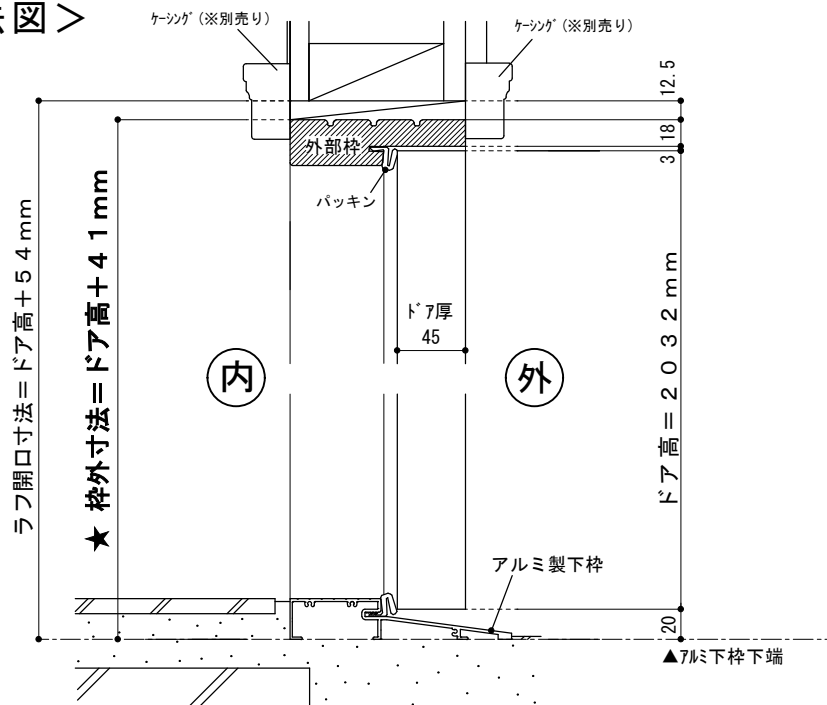 図＞
ｹｰｼﾝｸﾞ(※別売り)
ｹｰｼﾝｸﾞ(※別売り)
12.5
18
3
外部枠
パッキン
ラフ開口寸法＝ドア高＋５４mm
★ 枠外寸法＝ドア高＋４１mm
ﾄﾞｱ厚
45
内
外
ドア高＝２０３２mm
アルミ製下枠
20
▲ｱﾙﾐ下枠下端